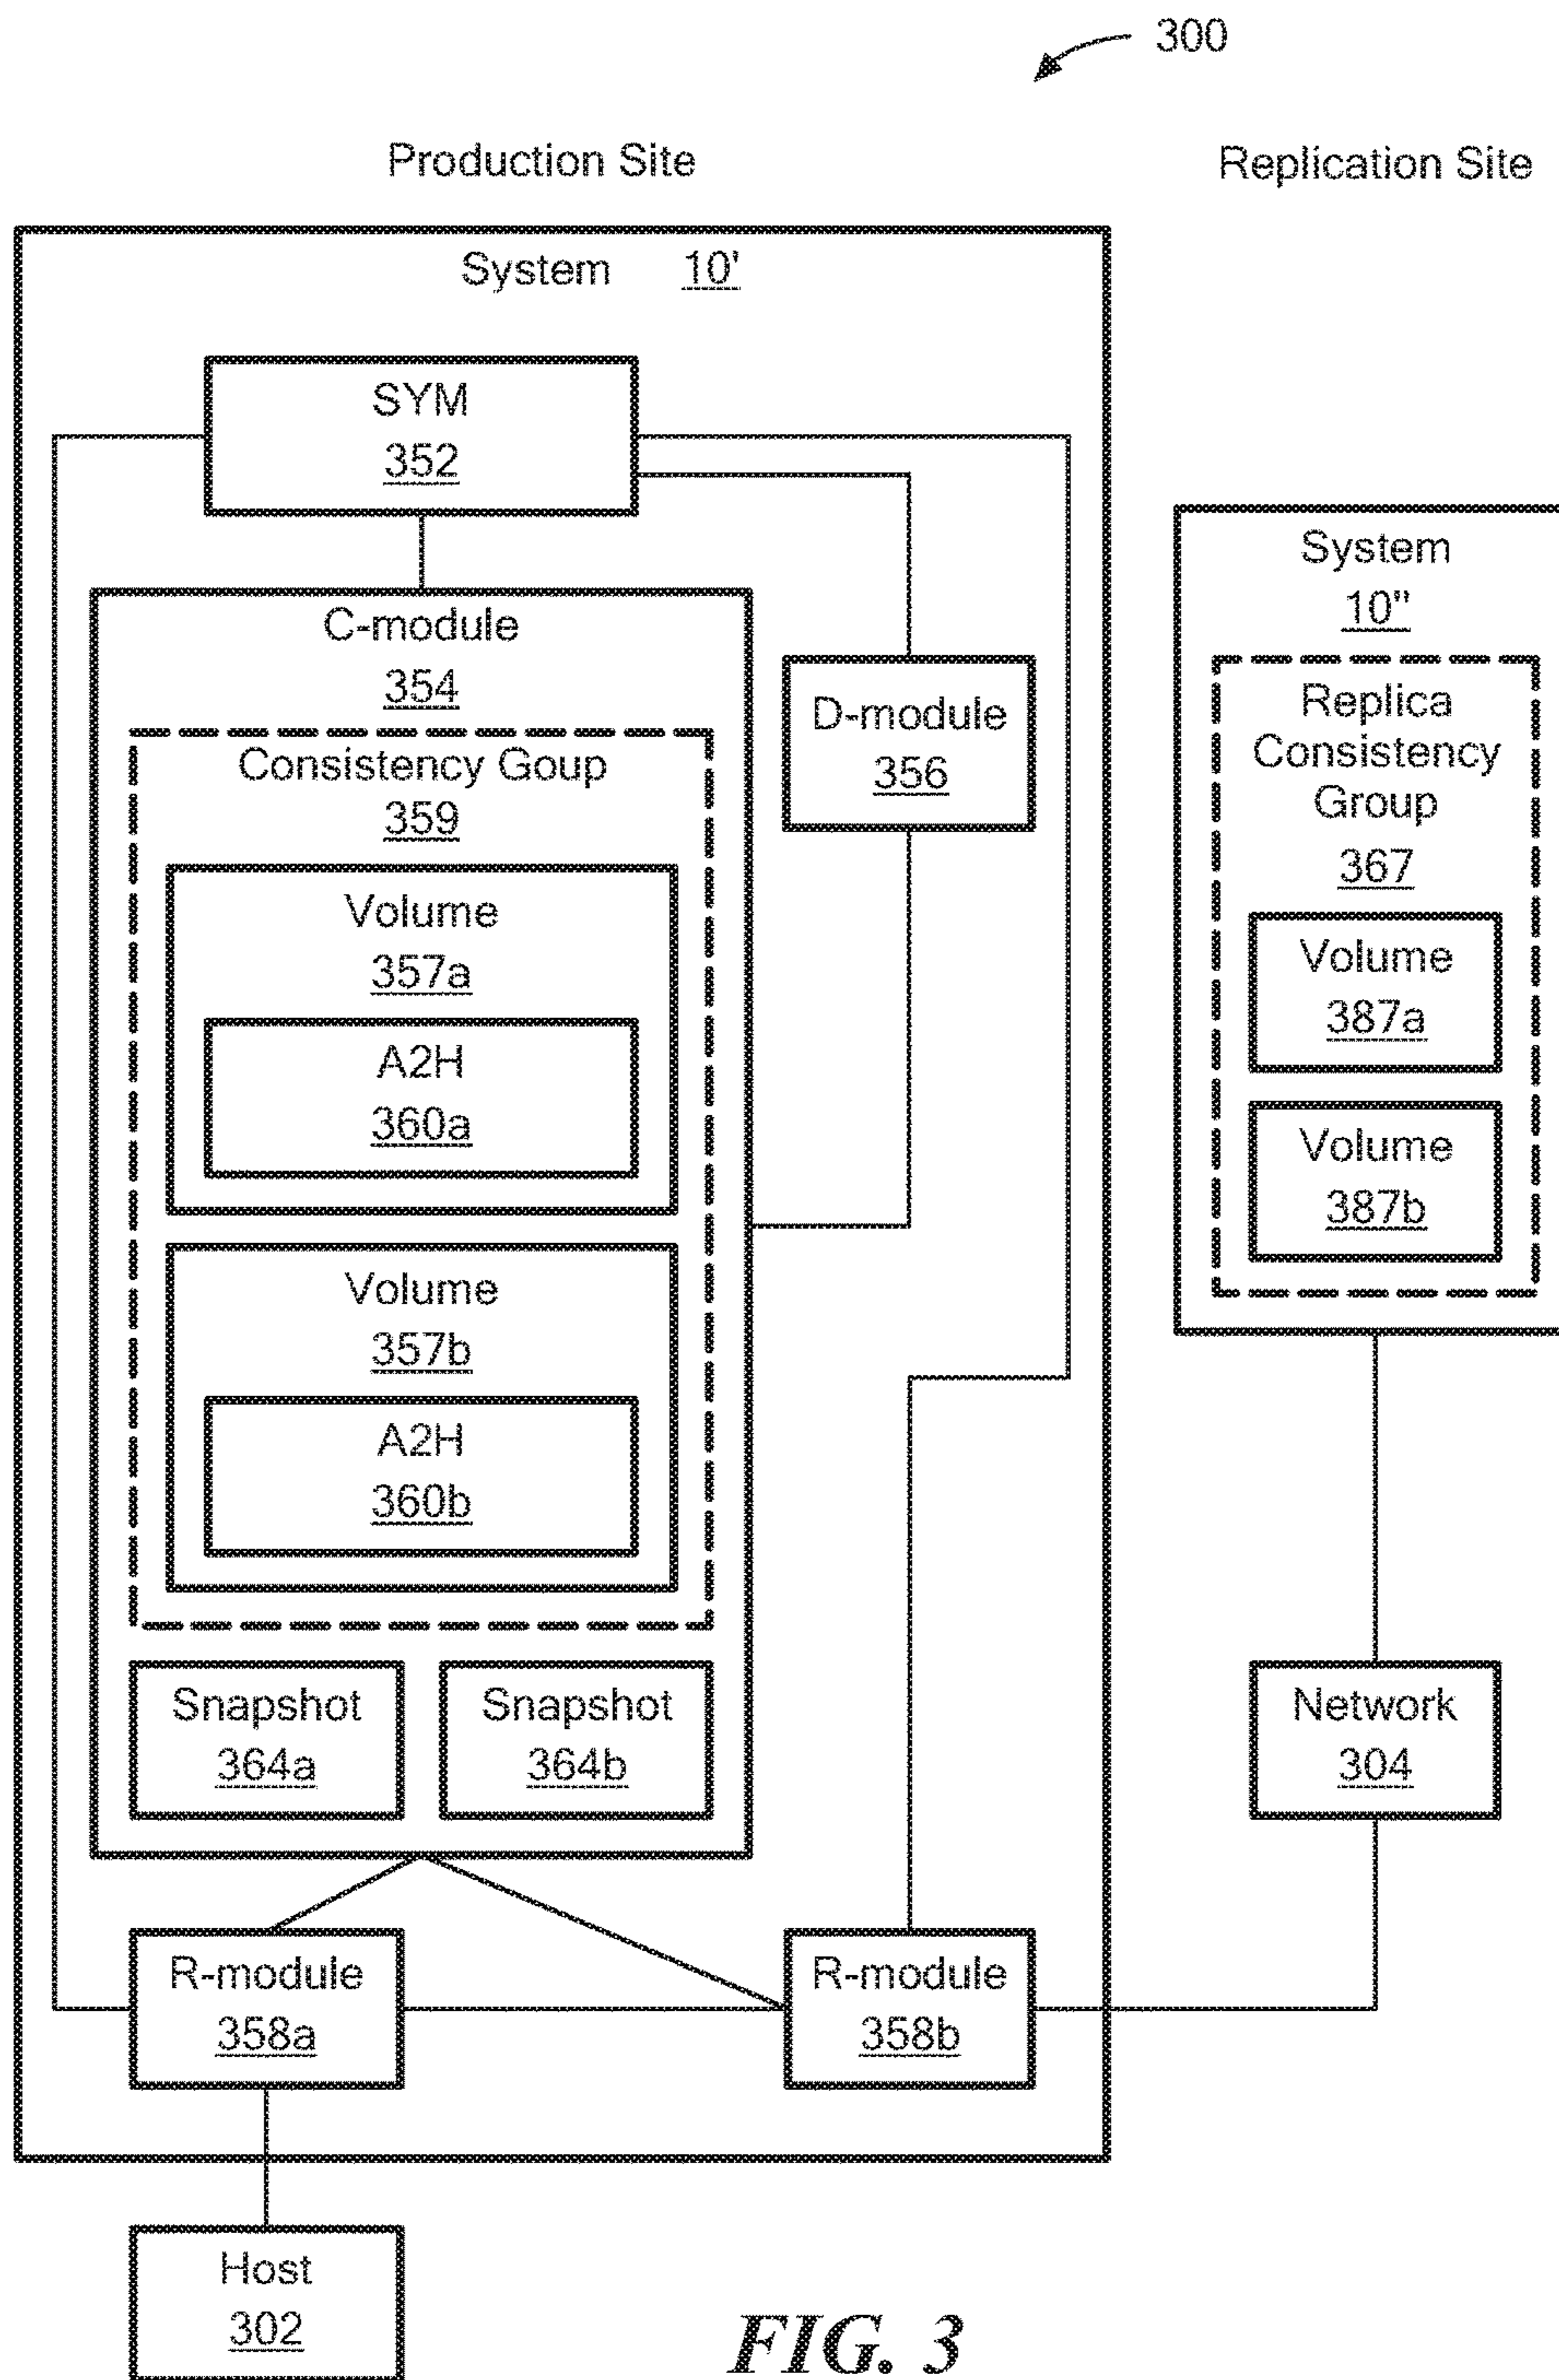 300
Production Site
Replication Site
System 10'
SYM
352
C-module
354
Consistency Goup
359
Volume
357a
A2H
360a
Volume
357b
A2H
360b
Snapshot
364a
Snapshot
364b
D-module
356
R-module
358a
R-module
358b
Host
302
System
10"
Replica
Consistency
Group
367
Volume
387a
Volume
387b
Network
304
FIG. 3